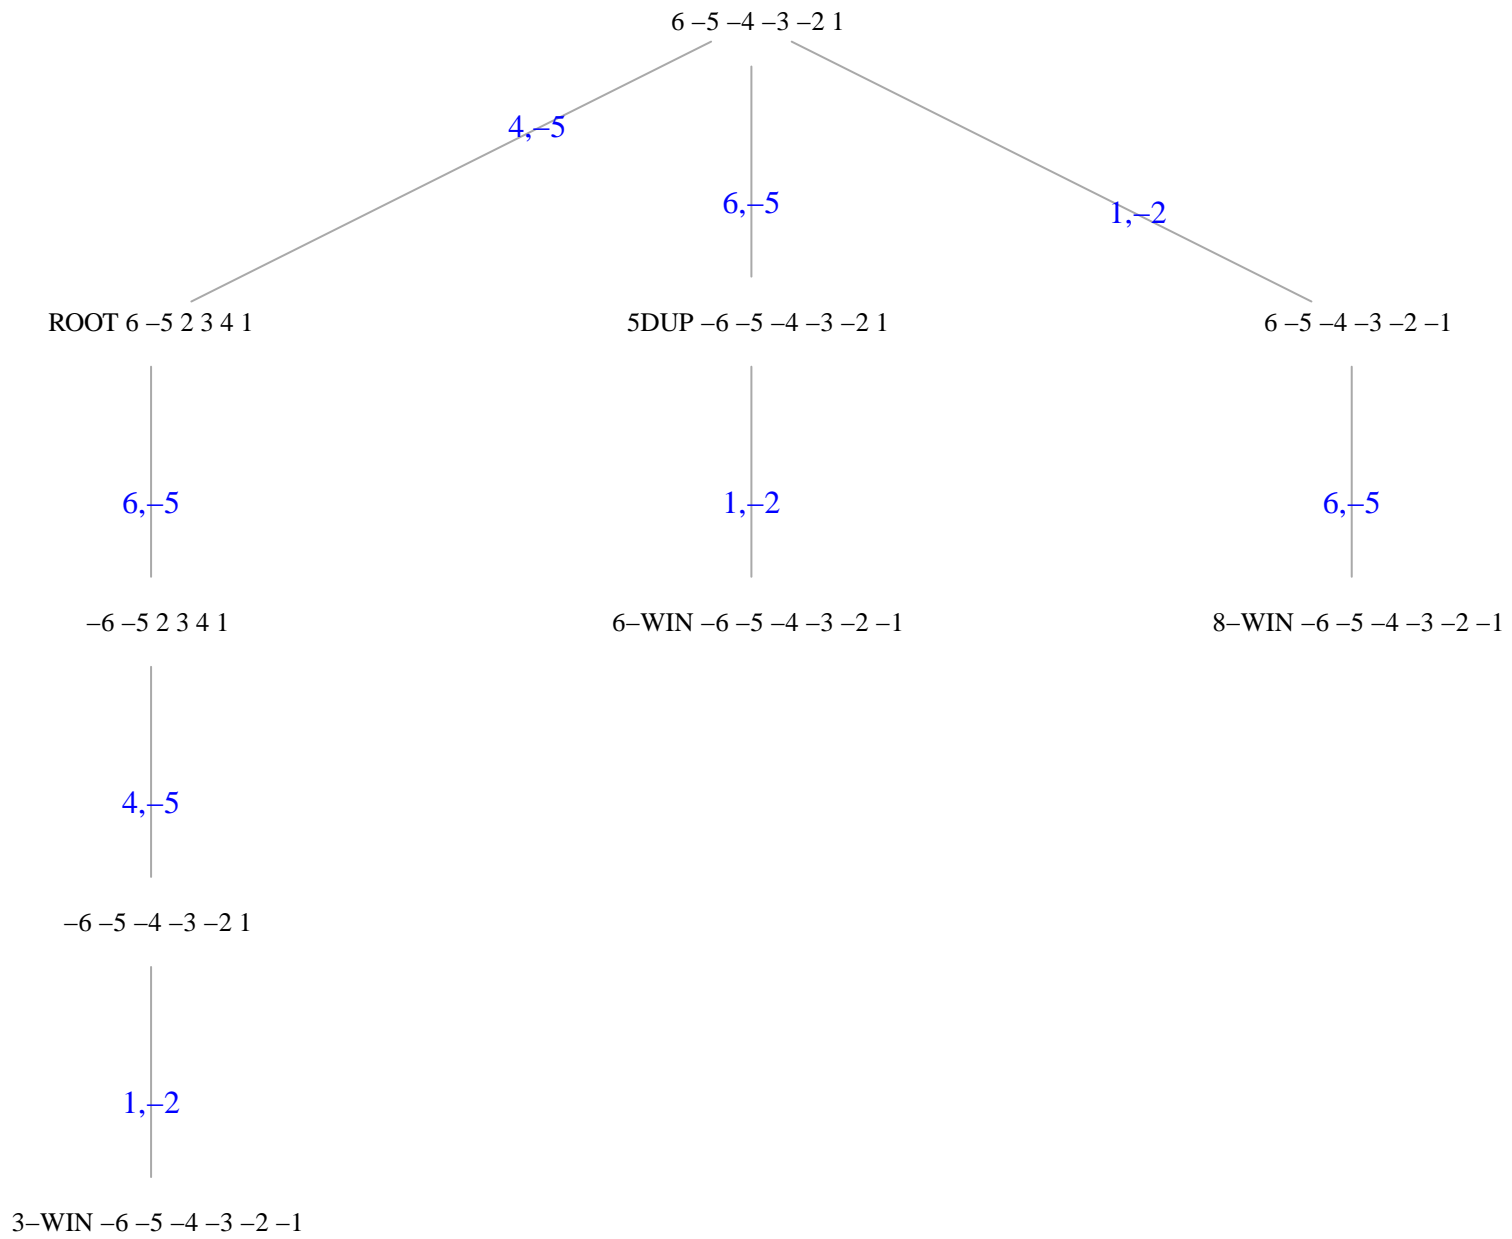 6 –5 –4 –3 –2 1
4,–5
6,–5
1,–2
ROOT 6 –5 2 3 4 1
5DUP –6 –5 –4 –3 –2 1
6 –5 –4 –3 –2 –1
6,–5
1,–2
6,–5
–6 –5 2 3 4 1
6–WIN –6 –5 –4 –3 –2 –1
8–WIN –6 –5 –4 –3 –2 –1
4,–5
–6 –5 –4 –3 –2 1
1,–2
3–WIN –6 –5 –4 –3 –2 –1